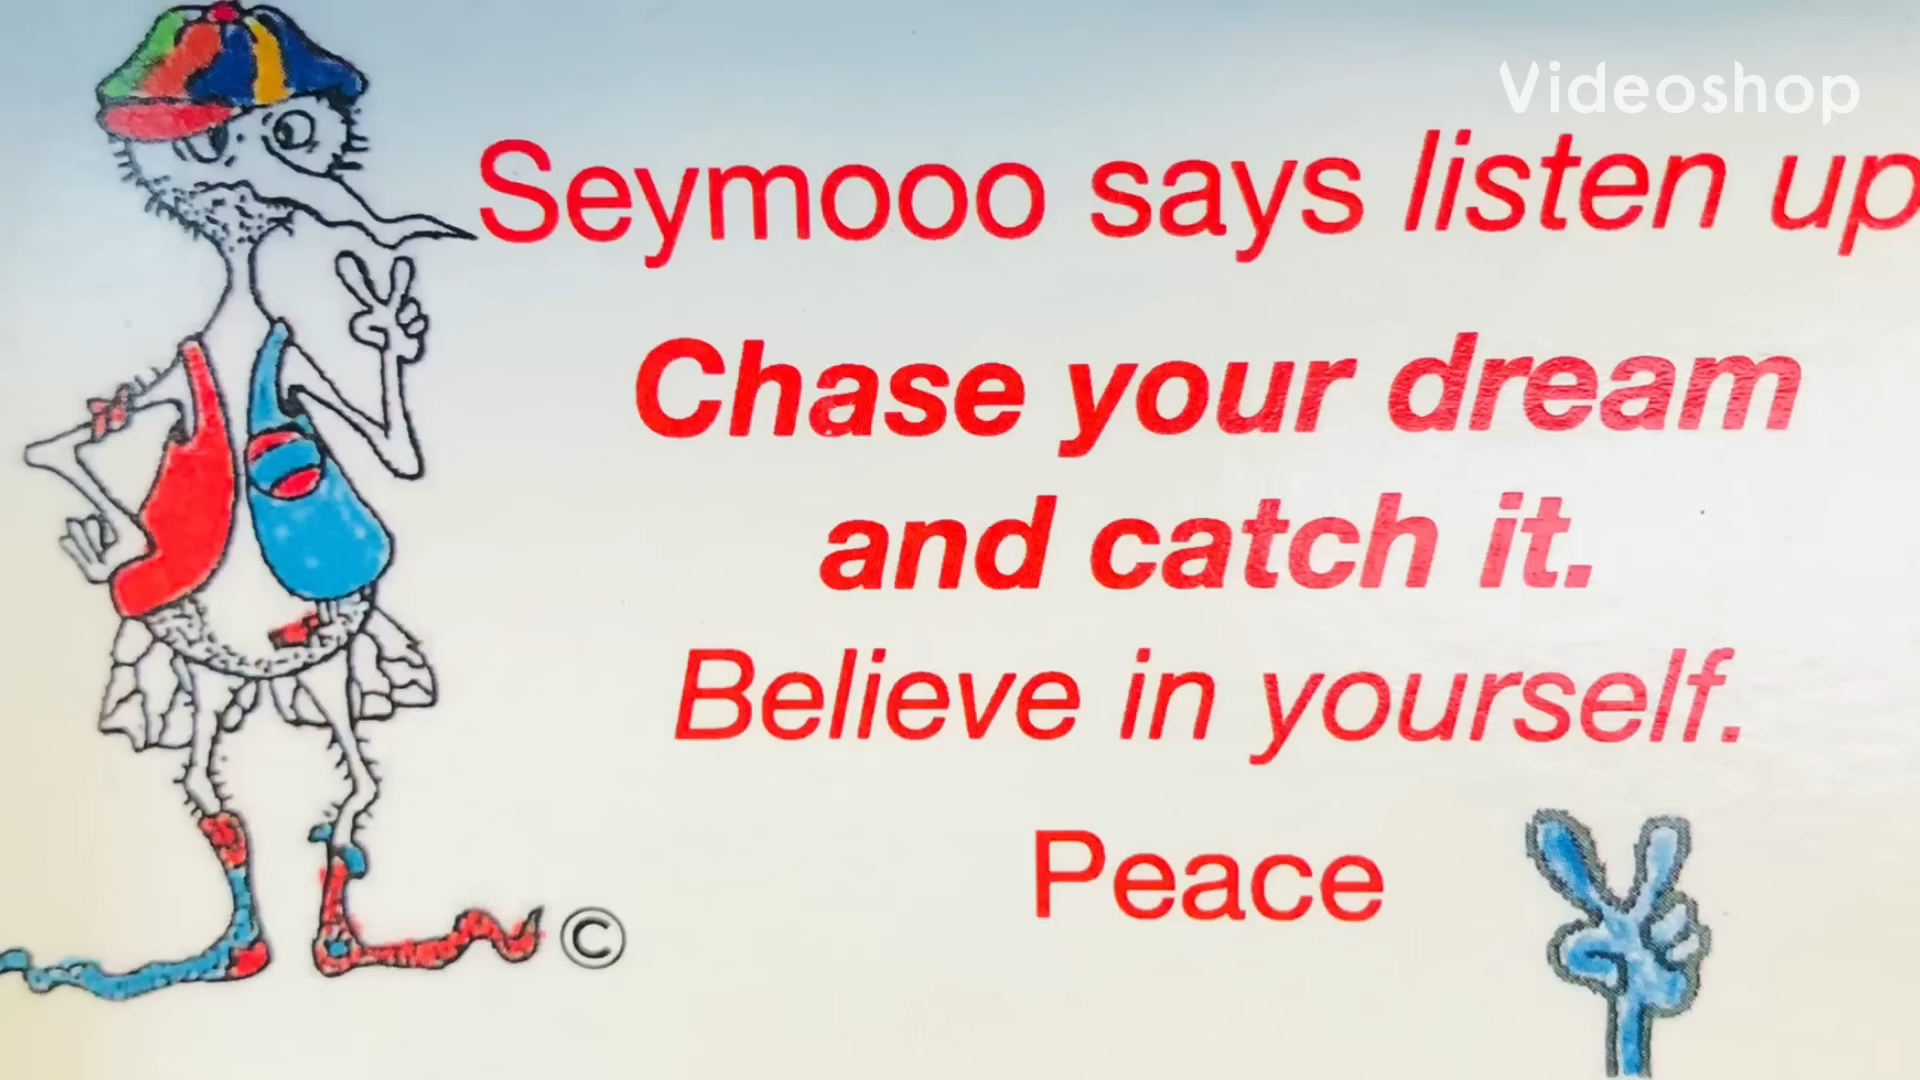 Videoshop
Seymooo says listen up
Chase your dream
and catch it.
Believe in yourself.
Peace
©